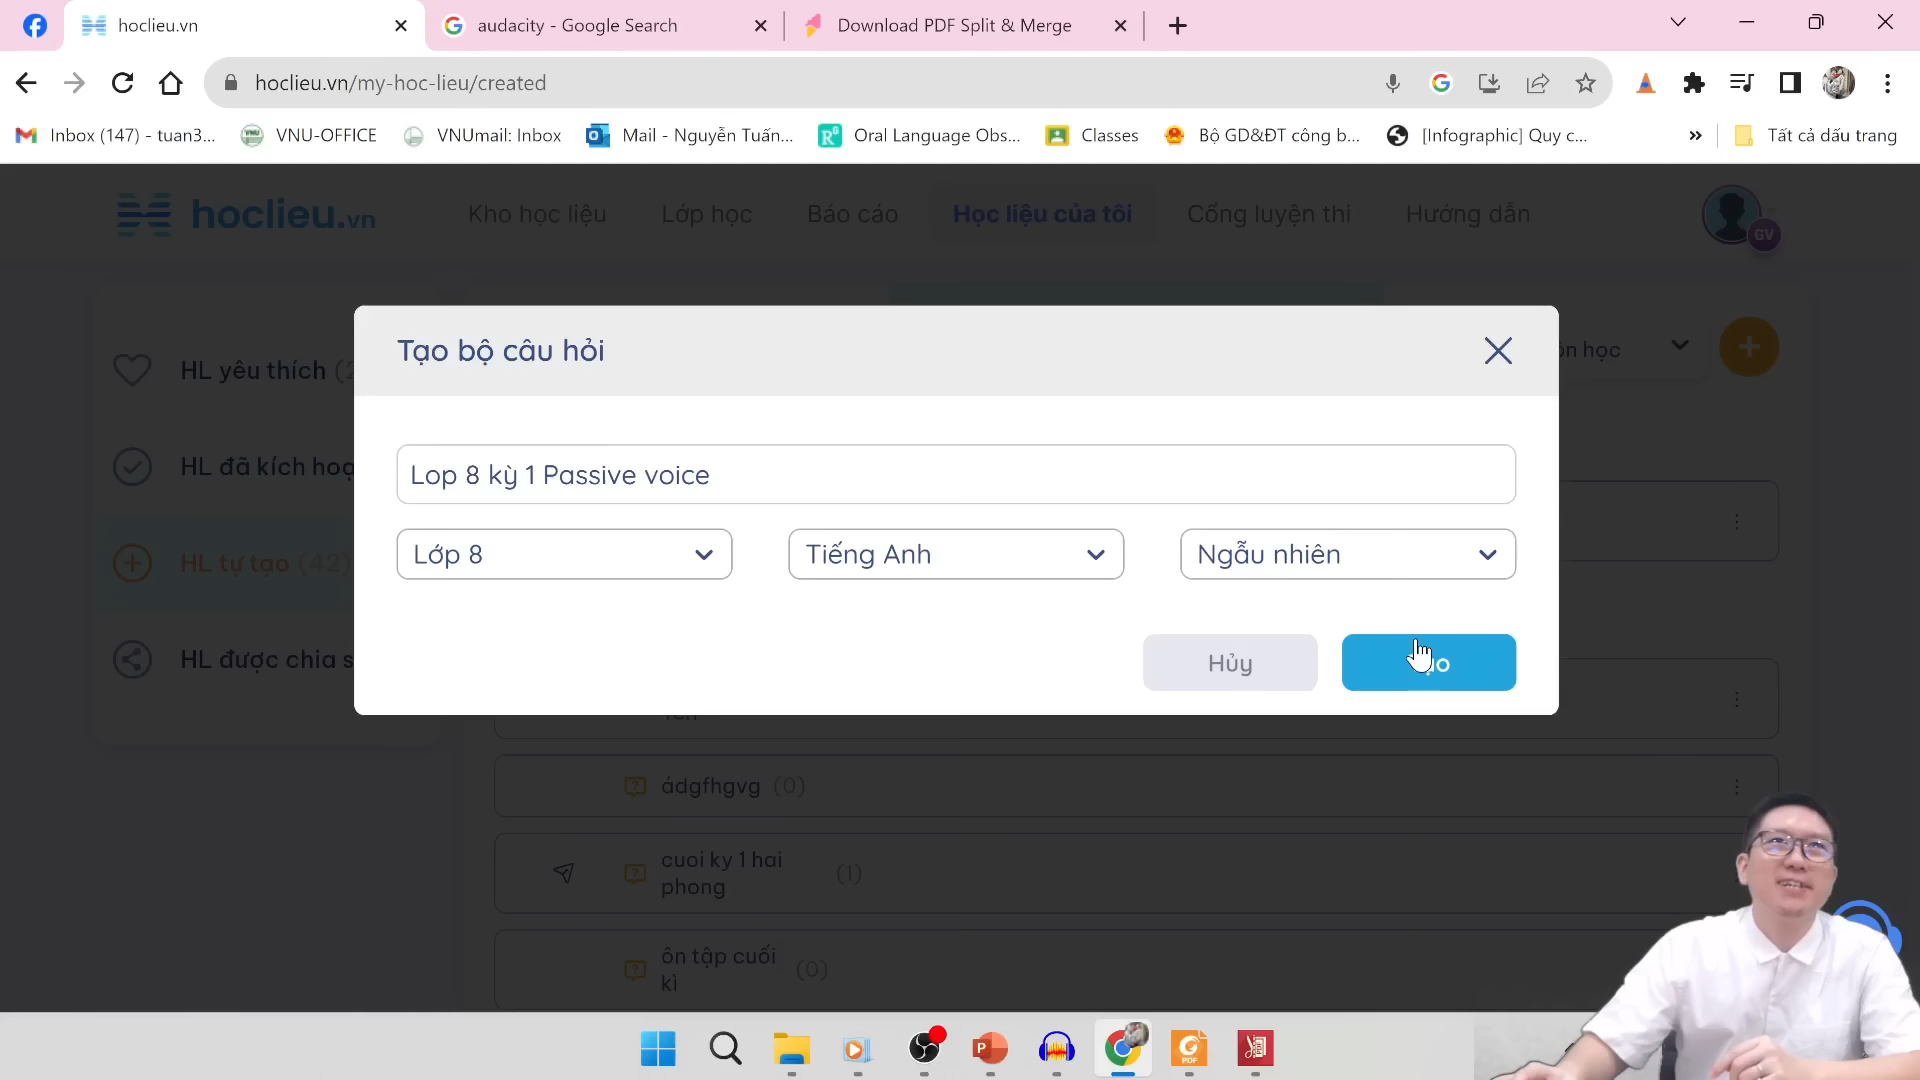 hoclieu.vn
audacity - Google Search
Download PDF Split & Merge
hoclieu.vn/my-hoc-lieu/created
Inbox (147) - tuan3...
VNU-OFFICE
VNUmail: Inbox
Mail - Nguyễn Tuấn...
Oral Language Obs...
Classes
Bộ GD&ĐT công b...
[Infographic] Quy c...
Tất cả dấu trang
hoclieu.vn
Kho học liệu
Lớp học
Báo cáo
Học liệu của tôi
Cổng luyện thi
Hướng dẫn
GV
HL yêu thích
HL đã kích hoạ
HL tự tạo (42)
HL được chia s
Tạo bộ câu hỏi
ôn học
Lop 8 kỳ 1 Passive voice
Lớp 8
Tiếng Anh
Ngẫu nhiên
Hủy
ádgfhgvg (0)
cuoi ky 1 hai
phong
(1)
ôn tập cuối
kì
(0)
PDF